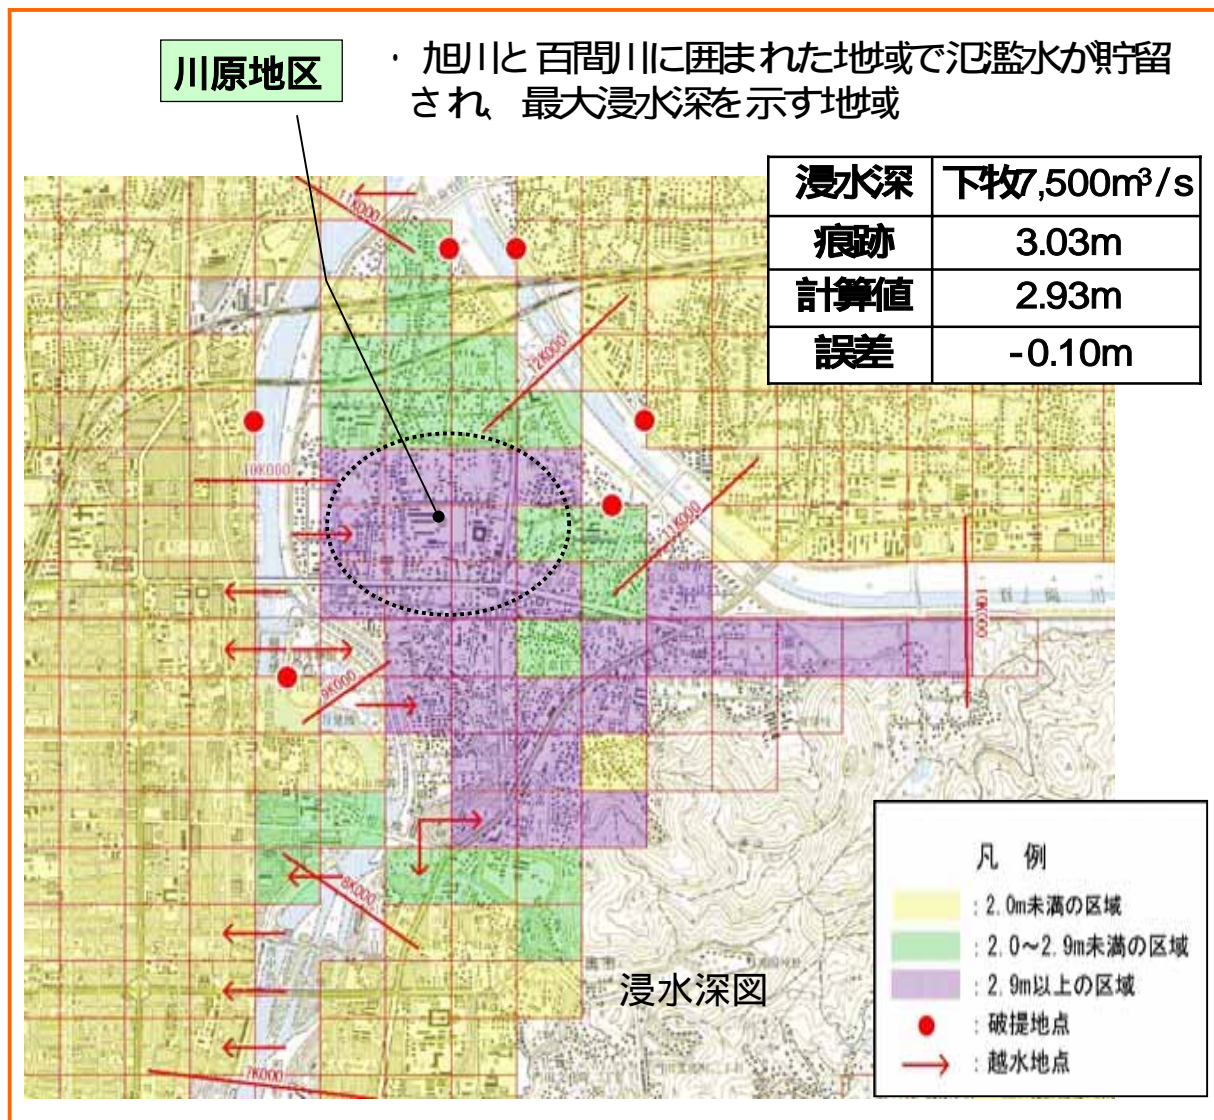 川原地区
・ 旭川と百間川に囲まれた地域で氾濫水が貯留
され、最大浸水深を示す地域
浸水深 下牧7,500m³/s
痕跡 3.03m
計算値 2.93m
誤差 -0.10m
11K000
12K000
10K000
11K000
10K000
9K000
8K000
7K000
浸水深図
凡 例
: 2.0m未満の区域
: 2.0～2.9m未満の区域
: 2.9m以上の区域
: 破提地点
: 越水地点